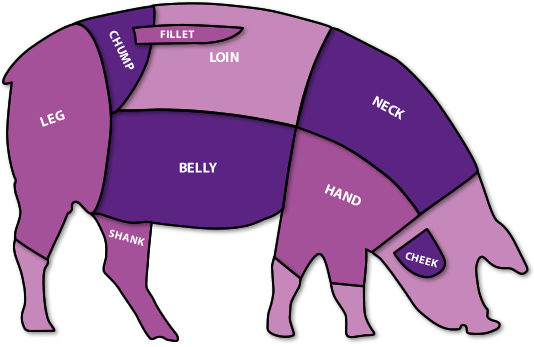 FILLET
CHUMP
LOIN
NECK
LEG
BELLY
HAND
SHANK
CHEEK